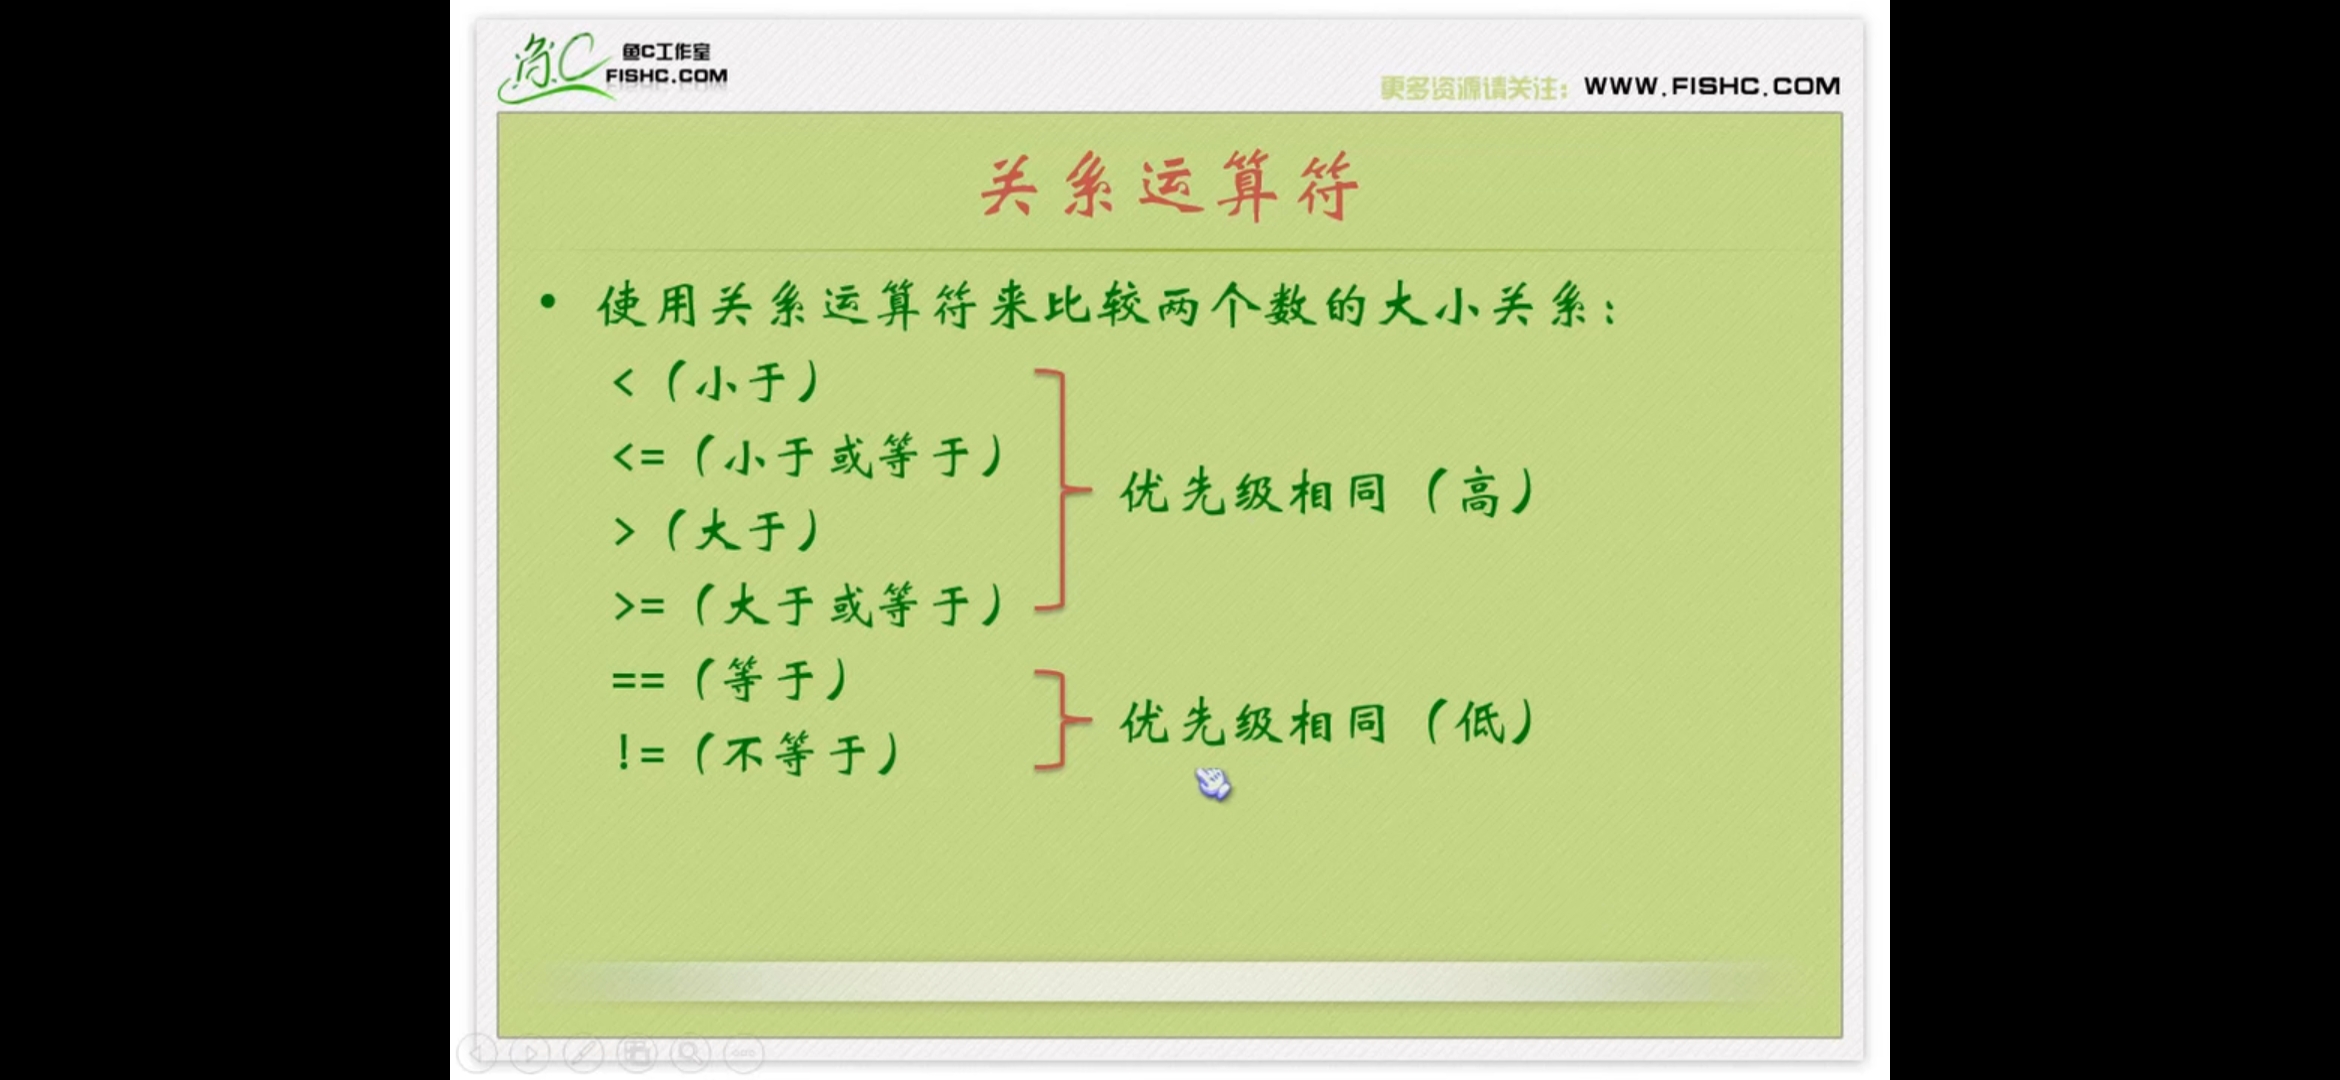 鱼C工作室
FISHC.COM
更多资源请关注: WWW.FISHC.COM
关系运算符
• 使用关系运算符来比较两个数的大小关系：
<（小于）
<=（小于或等于）
>（大于）
>=（大于或等于）
优先级相同（高）
==（等于）
!=（不等于）
优先级相同（低）